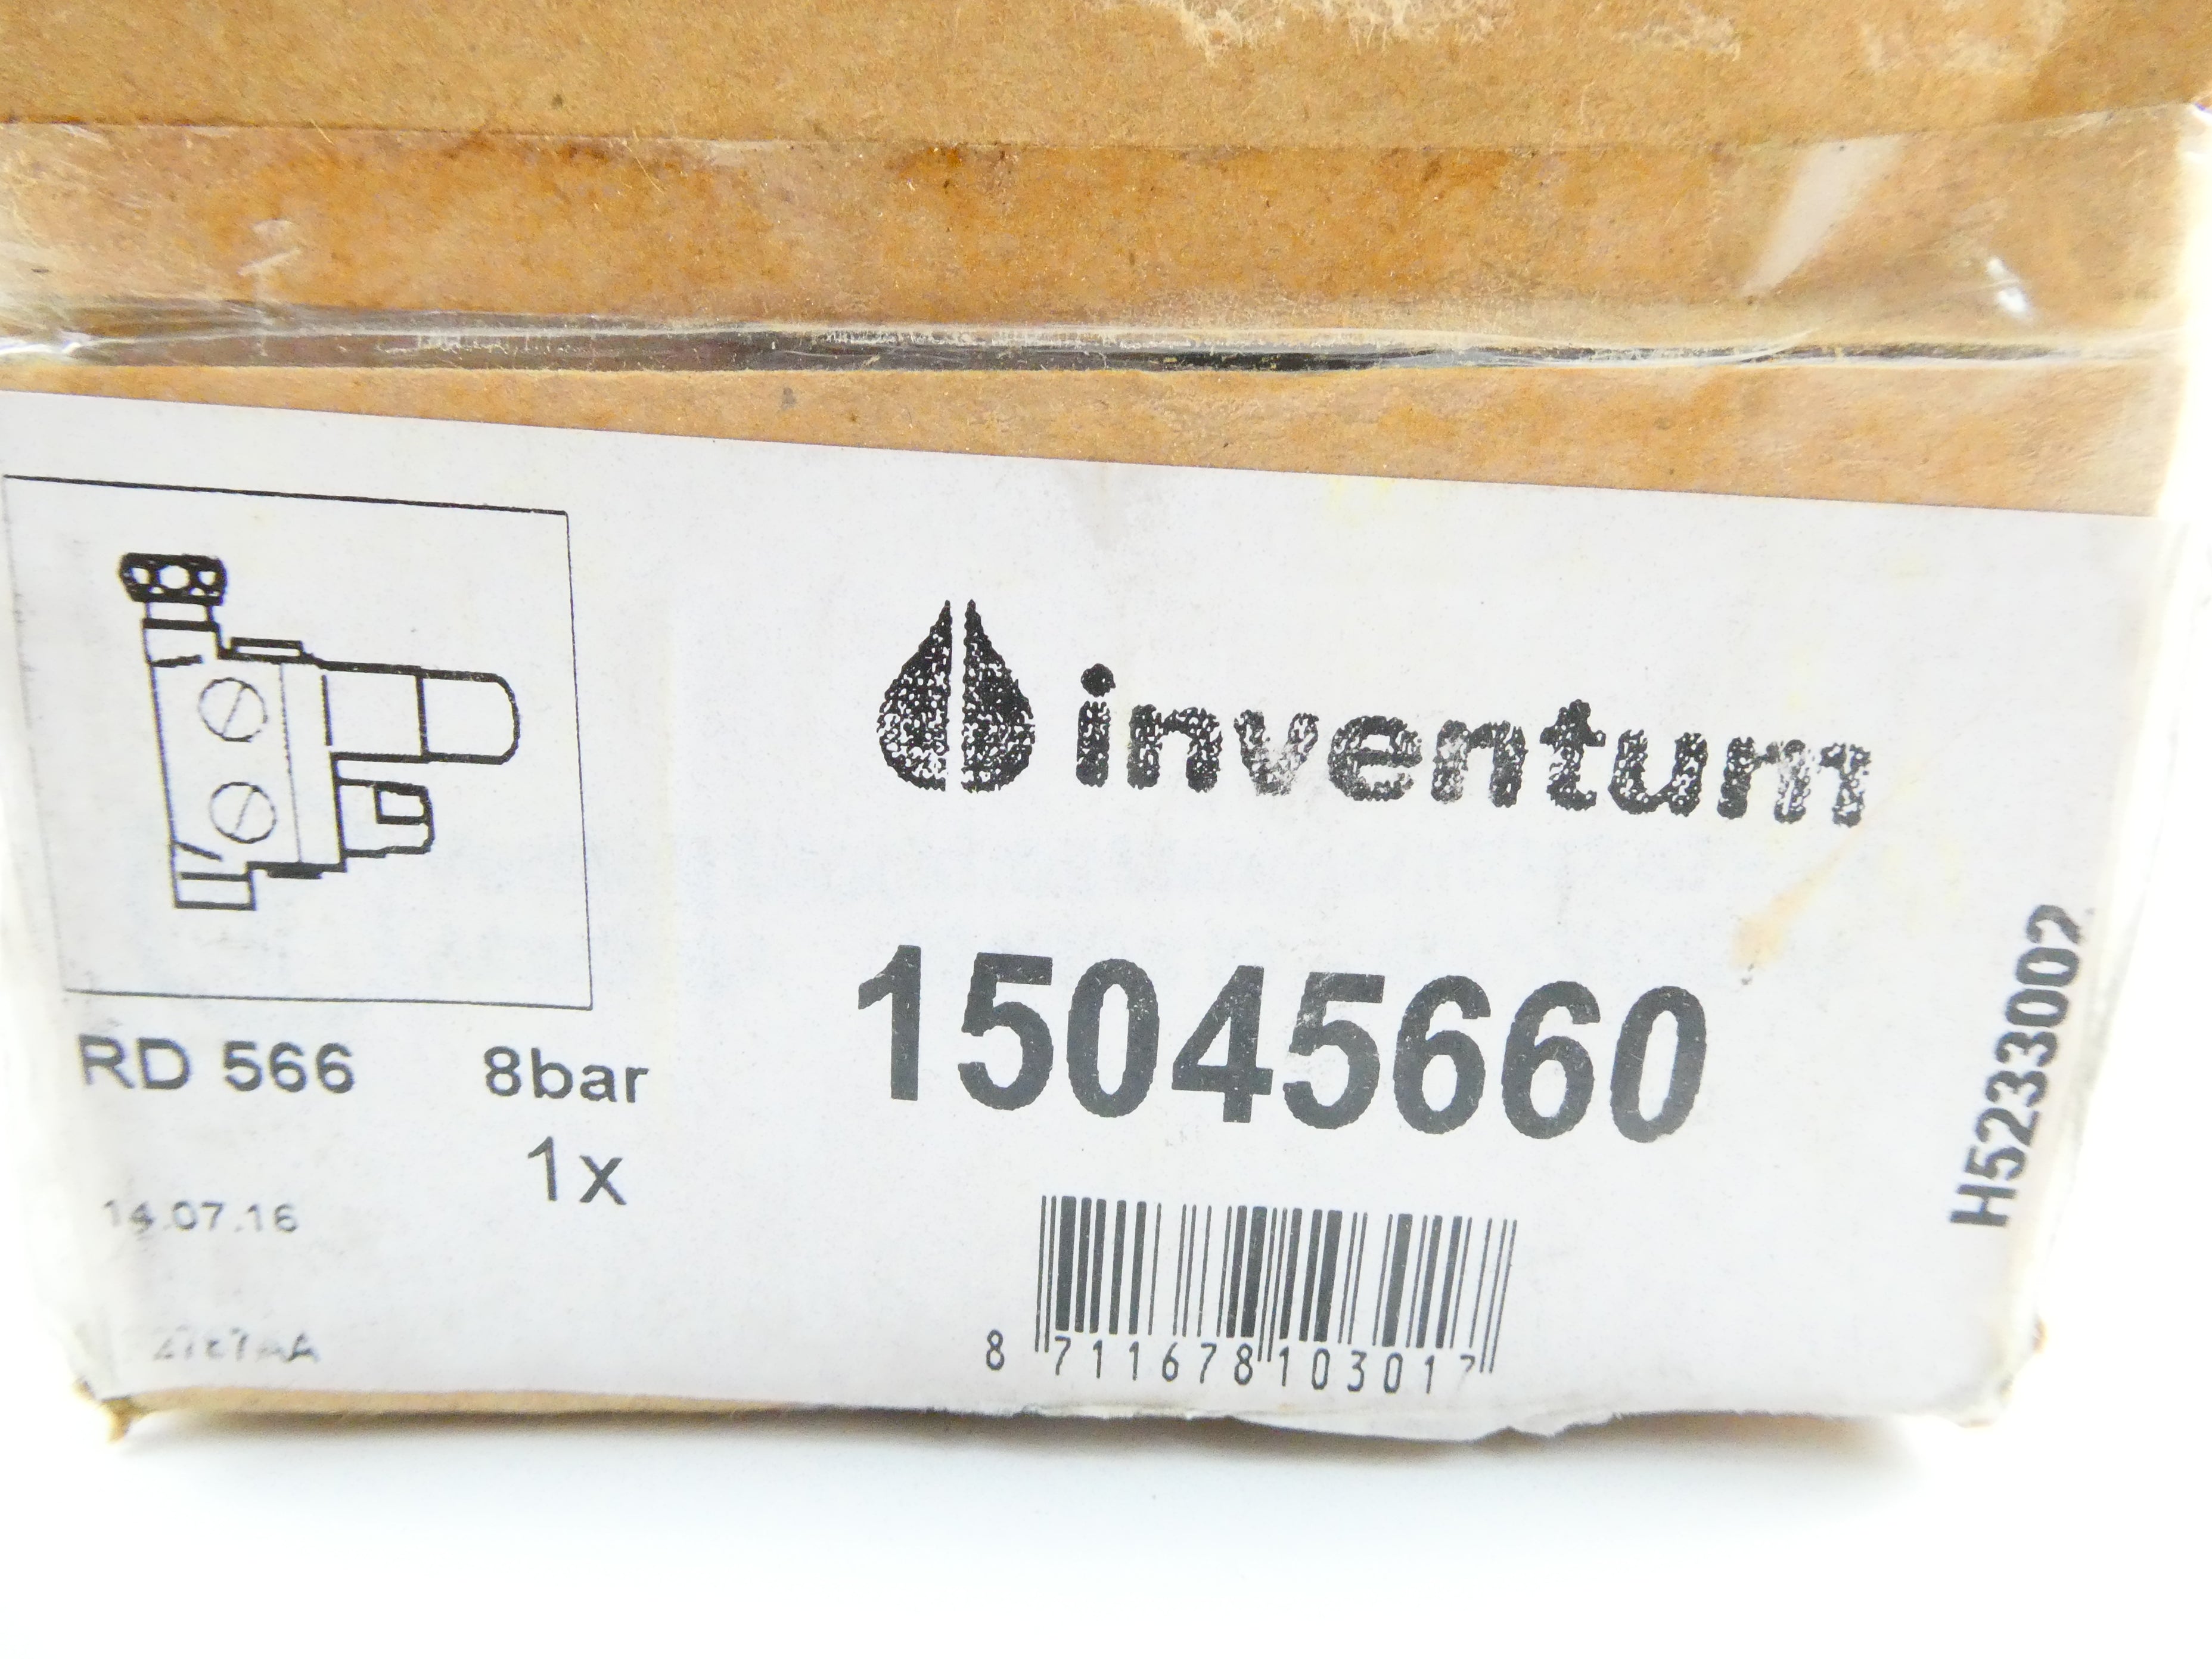 inventum
RD 566 8bar
1x
15045660
H5233002
14.07.16
8 711678 103017